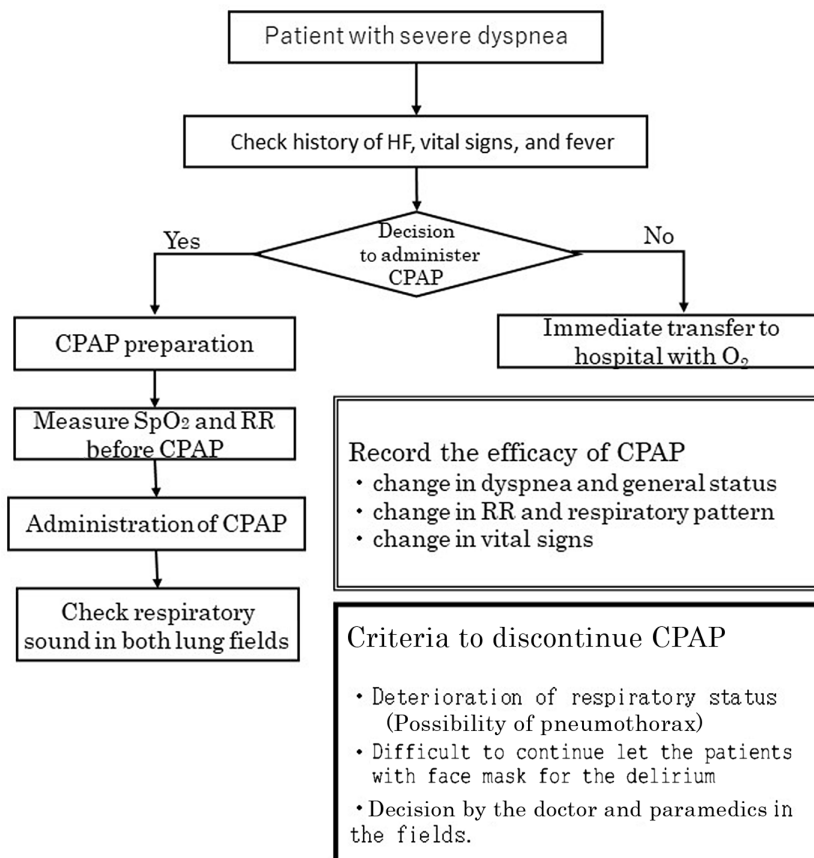 Patient with severe dyspnea
Check history of HF, vital signs, and fever
Decision
to administer
CPAP
Yes
No
CPAP preparation
Immediate transfer to
hospital with O₂
Measure SpO₂ and RR
before CPAP
Administration of CPAP
Check respiratory
sound in both lung fields
Record the efficacy of CPAP
・change in dyspnea and general status
・change in RR and respiratory pattern
・change in vital signs
Criteria to discontinue CPAP
・Deterioration of respiratory status
(Possibility of pneumothorax)
・Difficult to continue let the patients
with face mask for the delirium
・Decision by the doctor and paramedics in
the fields.